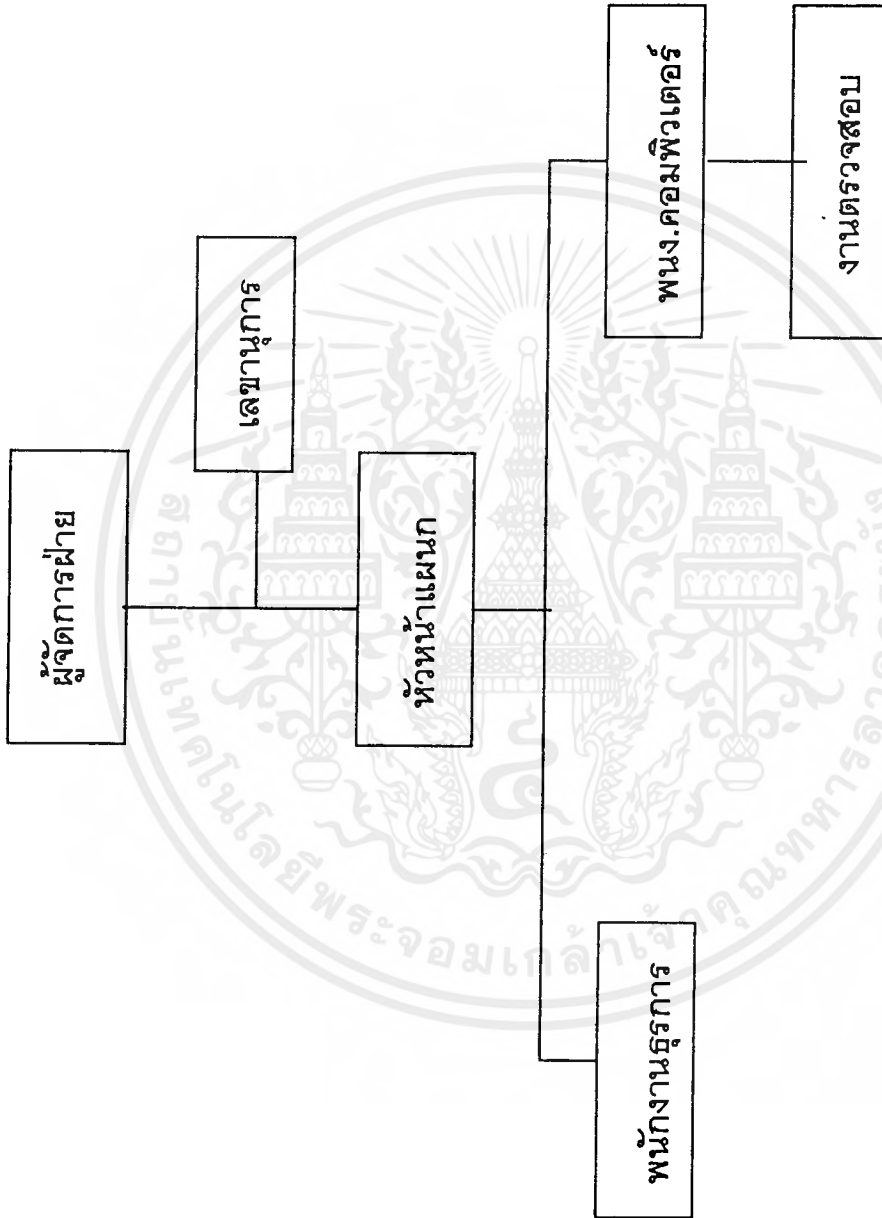 ผู้จัดการฝ่าย
เลขานุการ
หัวหน้าแผนก
พนักงานธุรการ
พนง.คอมพิวเตอร์
งานตรวจสอบ